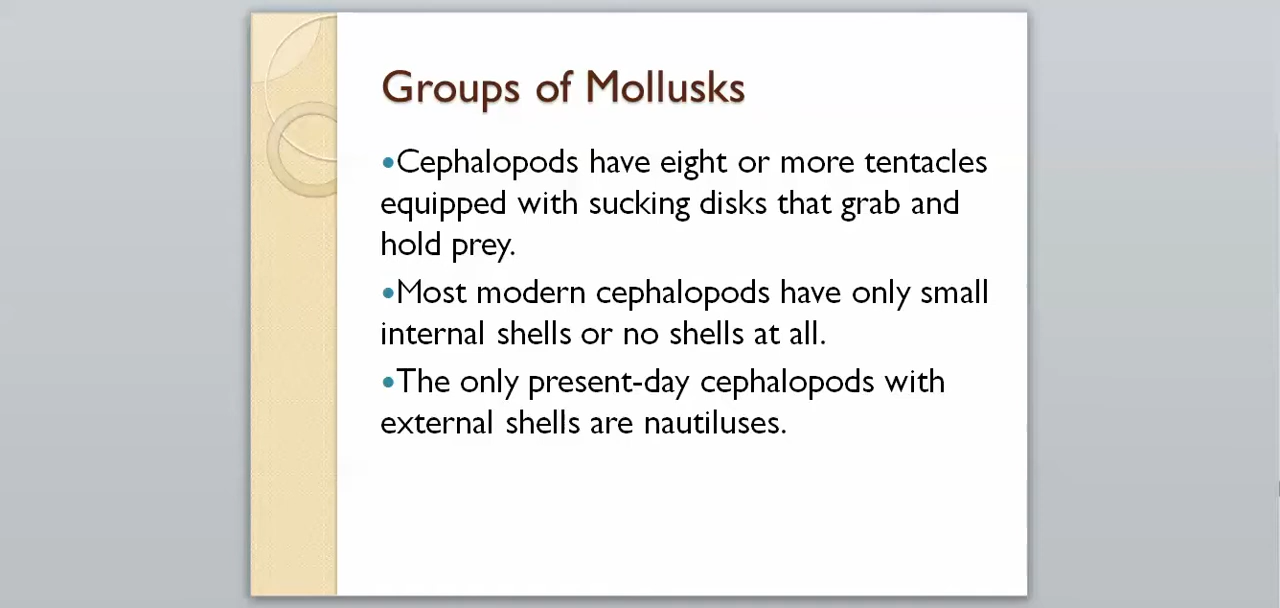 Groups of Mollusks
•Cephalopods have eight or more tentacles
equipped with sucking disks that grab and
hold prey.
•Most modern cephalopods have only small
internal shells or no shells at all.
•The only present-day cephalopods with
external shells are nautiluses.